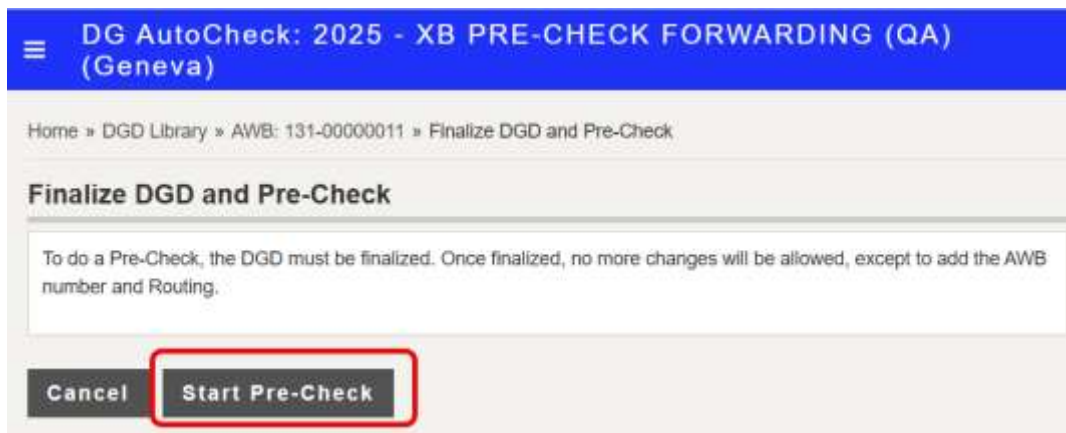 DG AutoCheck: 2025 - XB PRE-CHECK FORWARDING (QA)
(Geneva)
Home » DGD Library » AWB: 131-00000011 » Finalize DGD and Pre-Check
Finalize DGD and Pre-Check
To do a Pre-Check, the DGD must be finalized. Once finalized, no more changes will be allowed, except to add the AWB
number and Routing.
Cancel Start Pre-Check